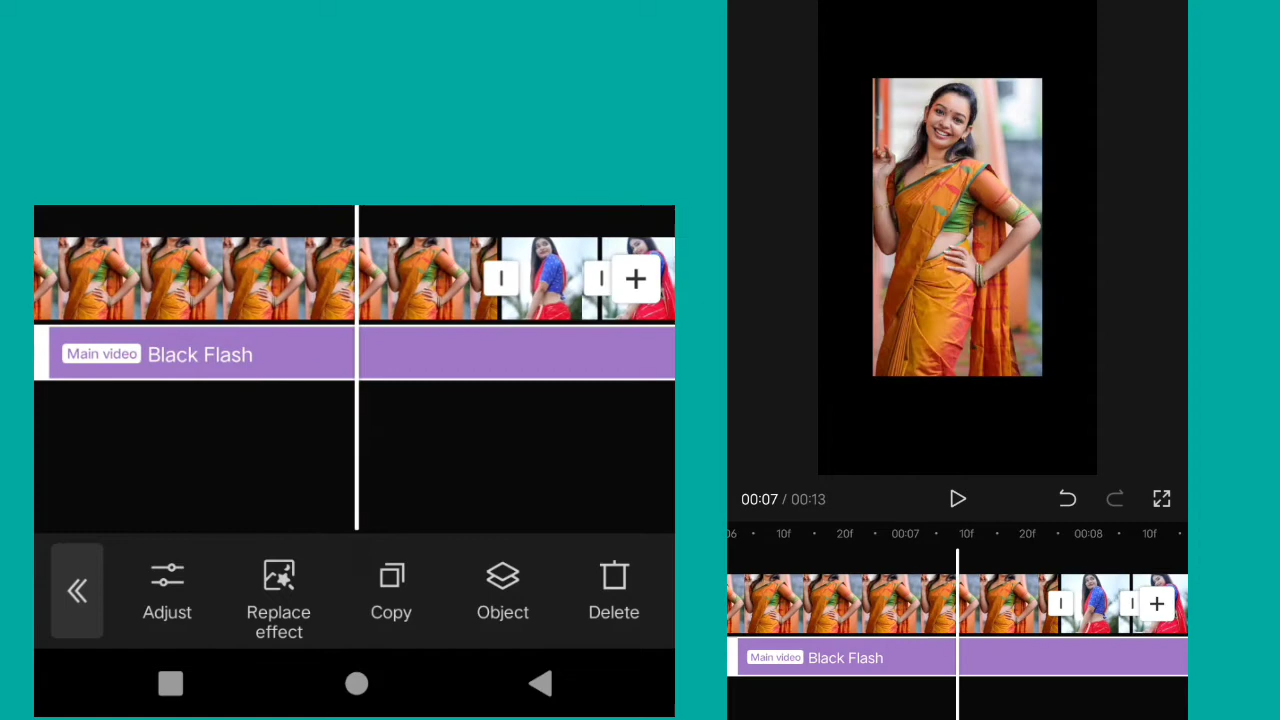 Main video Black Flash
Adjust
Replace
effect
Copy
Object
Delete
00:07 / 00:13
06 10f 20f 00:07 10f 20f 00:08 10f
Main video Black Flash